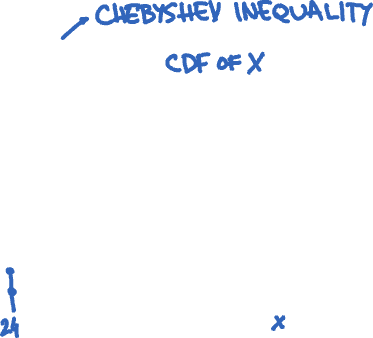 CHEBYSHEV INEQUALITY
CDF OF X
24
x